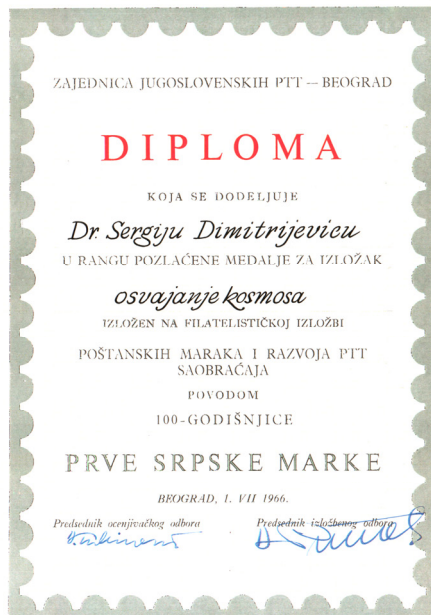 ZAJEDNICA JUGOSLOVENSKIH PTT — BEOGRAD
DIPLOMA
KOJA SE DODELJUJE
Dr. Sergiju Dimitrijevicu
U RANGU POZLAĆENE MEDALJE ZA IZLOŽAK
osvajanje kosmosa
IZLOŽEN NA FILATELISTIČKOJ IZLOŽBI
POŠTANSKIH MARAKA I RAZVOJA PTT
SAOBRAĆAJA
POVODOM
100-GODIŠNJICE
PRVE SRPSKE MARKE
BEOGRAD, 1. VII 1966.
Predsednik ocenjivačkog odbora Predsednik izložbenog odbora